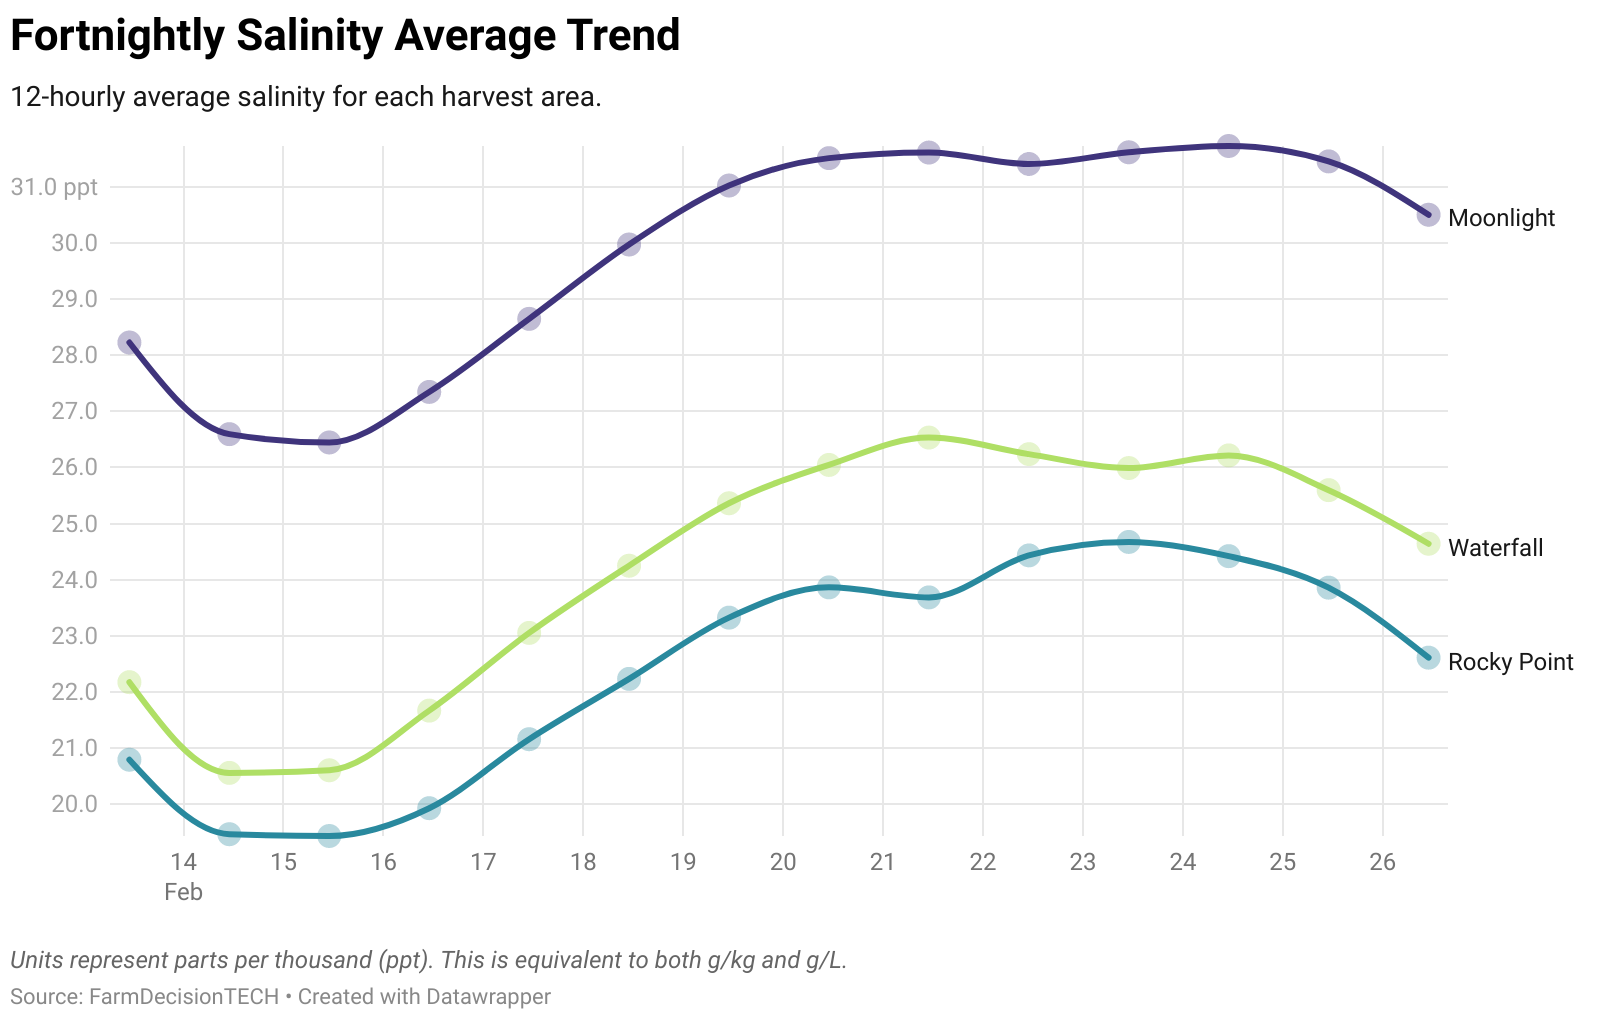 Fortnightly Salinity Average Trend
12-hourly average salinity for each harvest area.
31.0 ppt
30.0
29.0
28.0
27.0
26.0
25.0
24.0
23.0
22.0
21.0
20.0
Moonlight
Waterfall
Rocky Point
14 15 16 17 18 19 20 21 22 23 24 25 26
Feb
Units represent parts per thousand (ppt). This is equivalent to both g/kg and g/L.
Source: FarmDecisionTECH • Created with Datawrapper